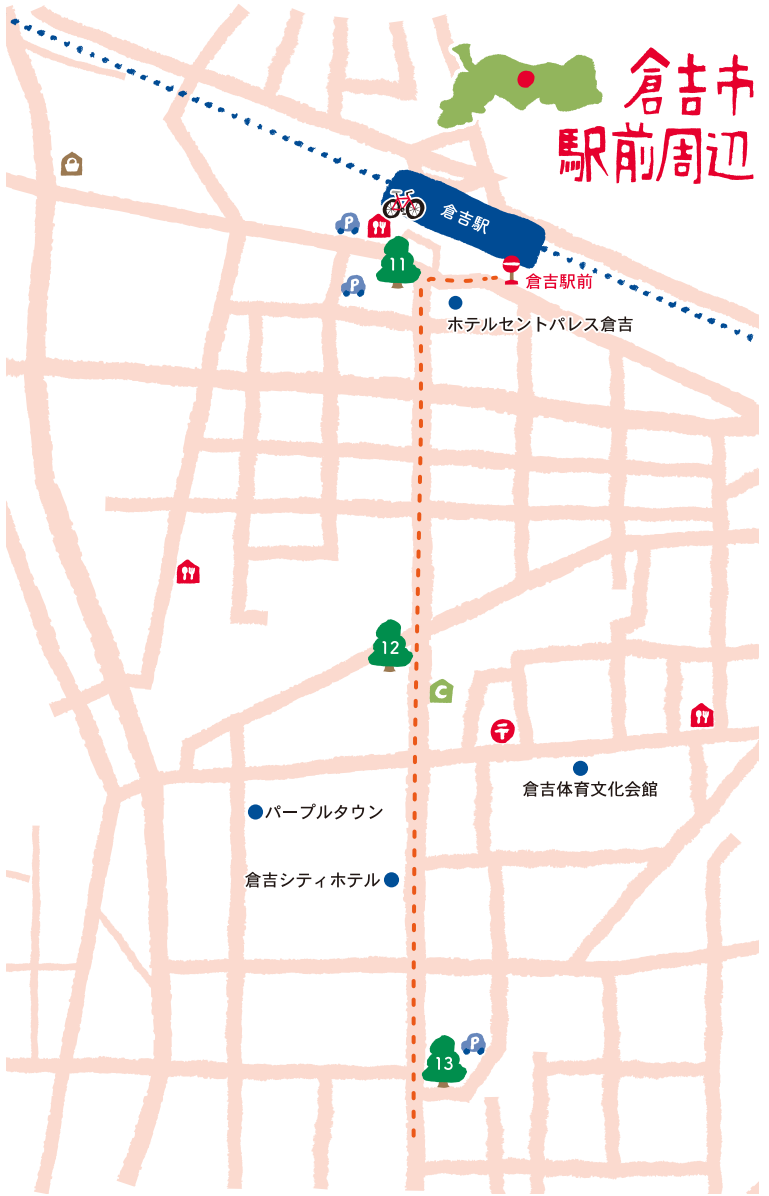 倉吉市
駅前周辺
倉吉駅
P
11
倉吉駅前
P
ホテルセントパレス倉吉
12
C
〒
倉吉体育文化会館
パープルタウン
倉吉シティホテル
P
13